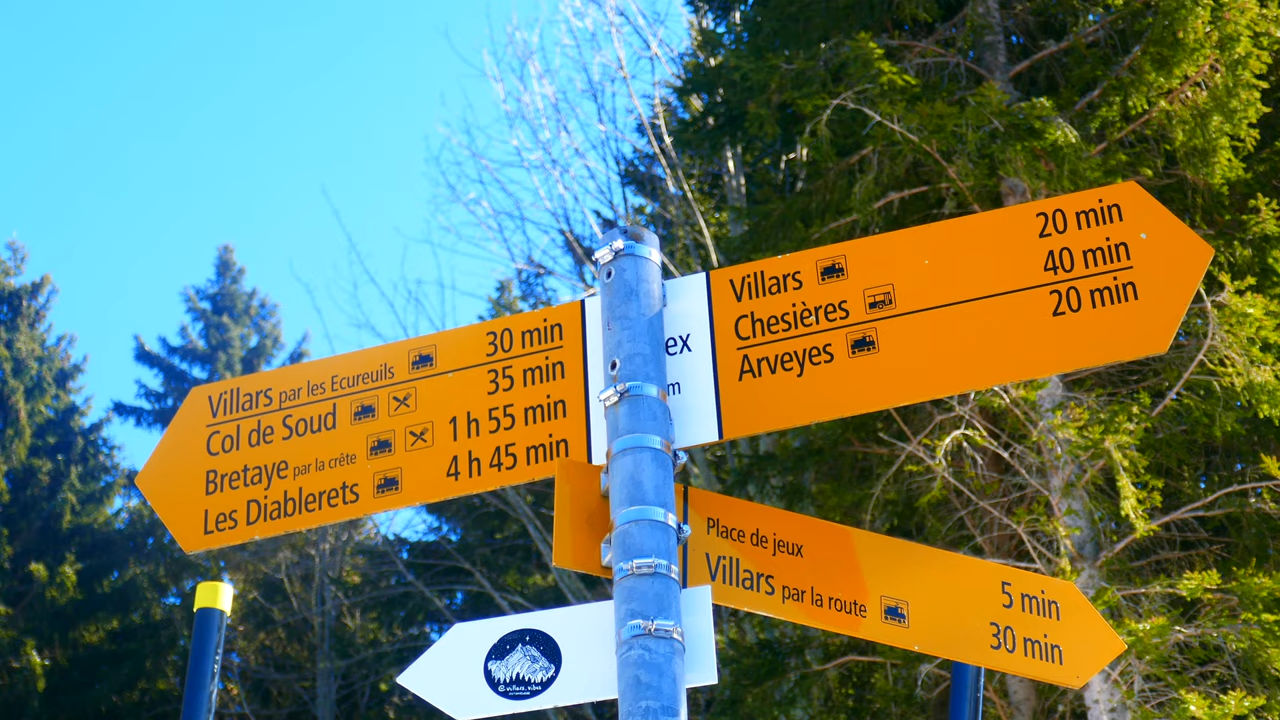 Villars par les Ecureuils 30 min
Col de Soud 35 min
Bretaye par la crête 1 h 55 min
Les Diablerets 4 h 45 min
ex
m
Villars 20 min
Chesières 40 min
Arveyes 20 min
Place de jeux 5 min
Villars par la route 30 min
@villars.vibes